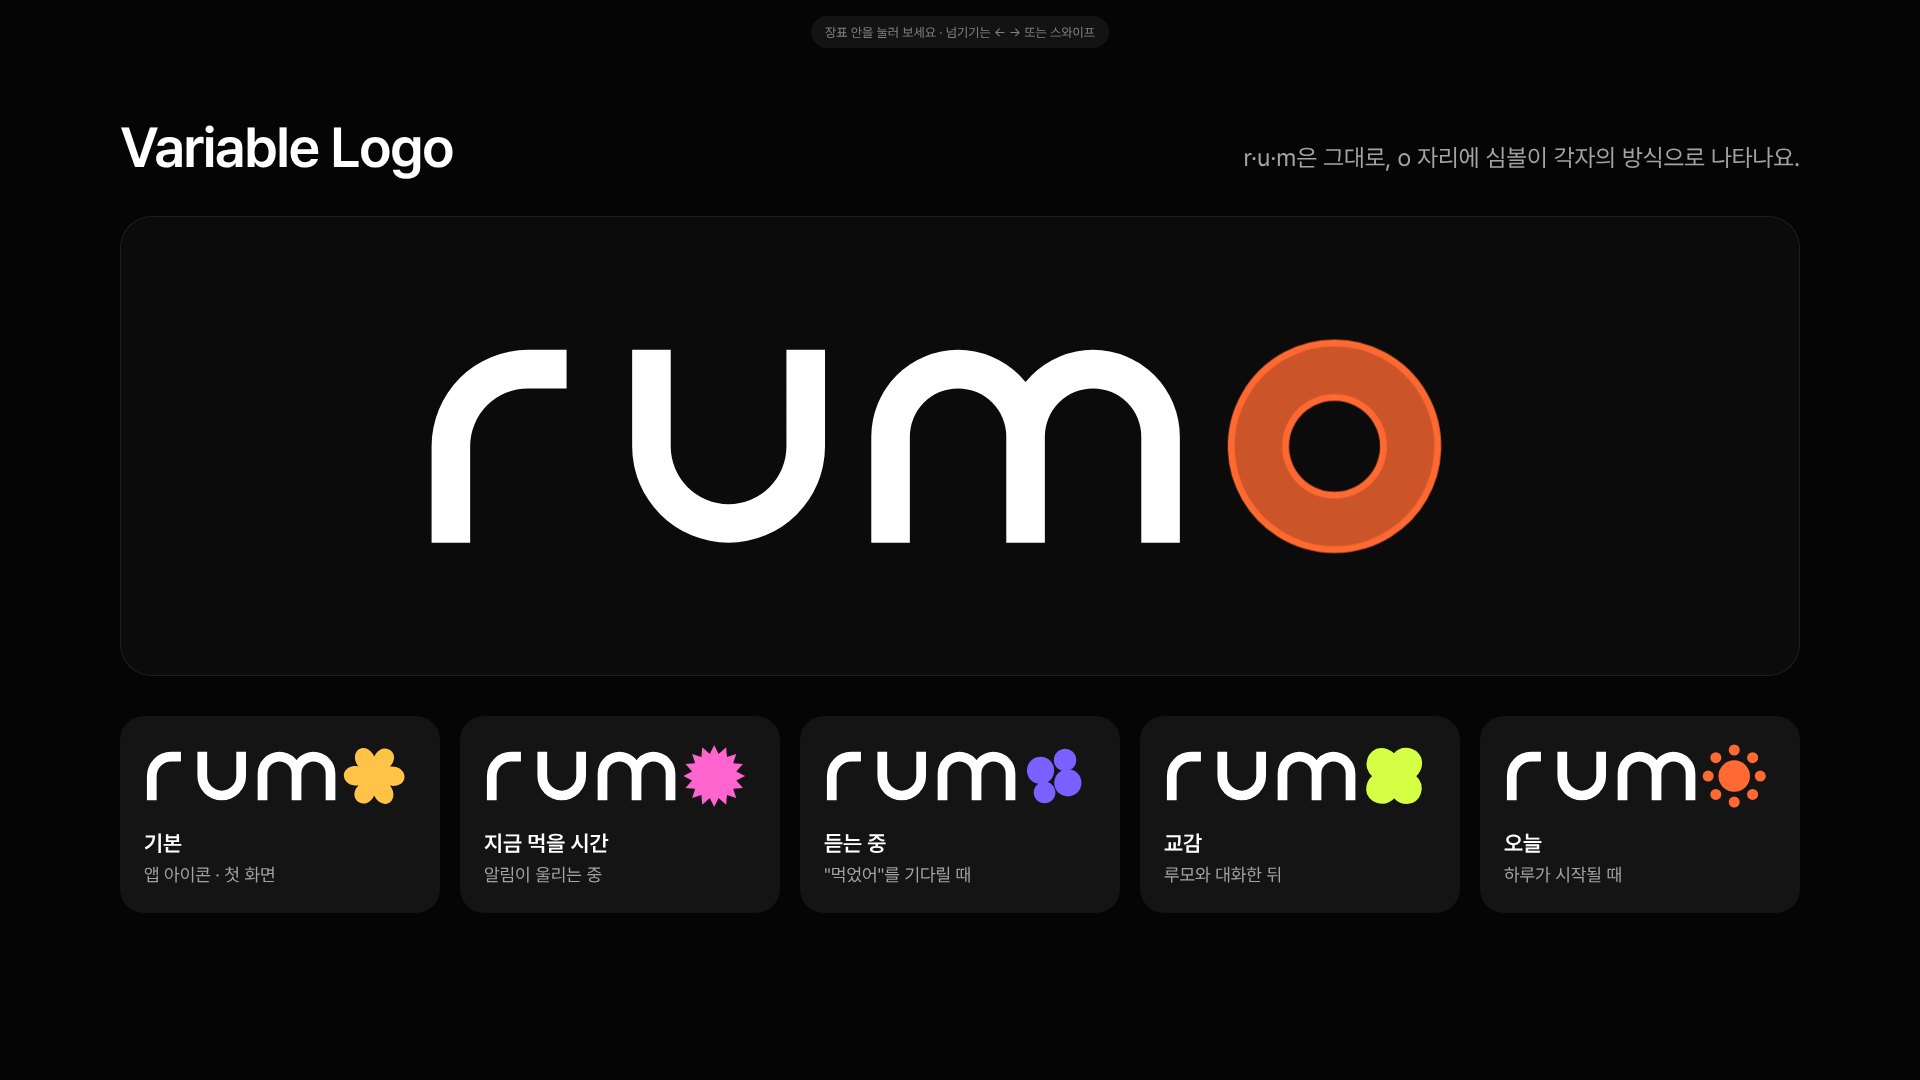 장표 안을 눌러 보세요 · 넘기기는 ← → 또는 스와이프
Variable Logo
r·u·m은 그대로, o 자리에 심볼이 각자의 방식으로 나타나요.
rumo
rum
기본
앱 아이콘 · 첫 화면
rum
지금 먹을 시간
알림이 울리는 중
rum
듣는 중
"먹었어"를 기다릴 때
rum
교감
루모와 대화한 뒤
rum
오늘
하루가 시작될 때